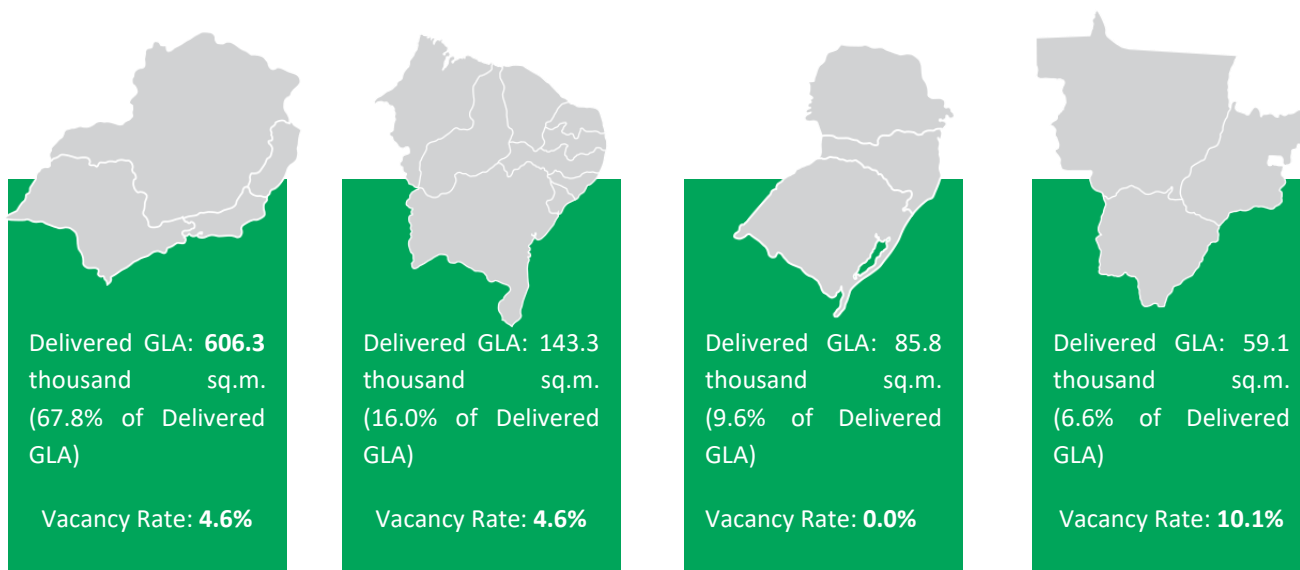 Delivered GLA: 606.3
thousand sq.m.
(67.8% of Delivered
GLA)
Vacancy Rate: 4.6%
Delivered GLA: 143.3
thousand sq.m.
(16.0% of Delivered
GLA)
Vacancy Rate: 4.6%
Delivered GLA: 85.8
thousand sq.m.
(9.6% of Delivered
GLA)
Vacancy Rate: 0.0%
Delivered GLA: 59.1
thousand sq.m.
(6.6% of Delivered
GLA)
Vacancy Rate: 10.1%